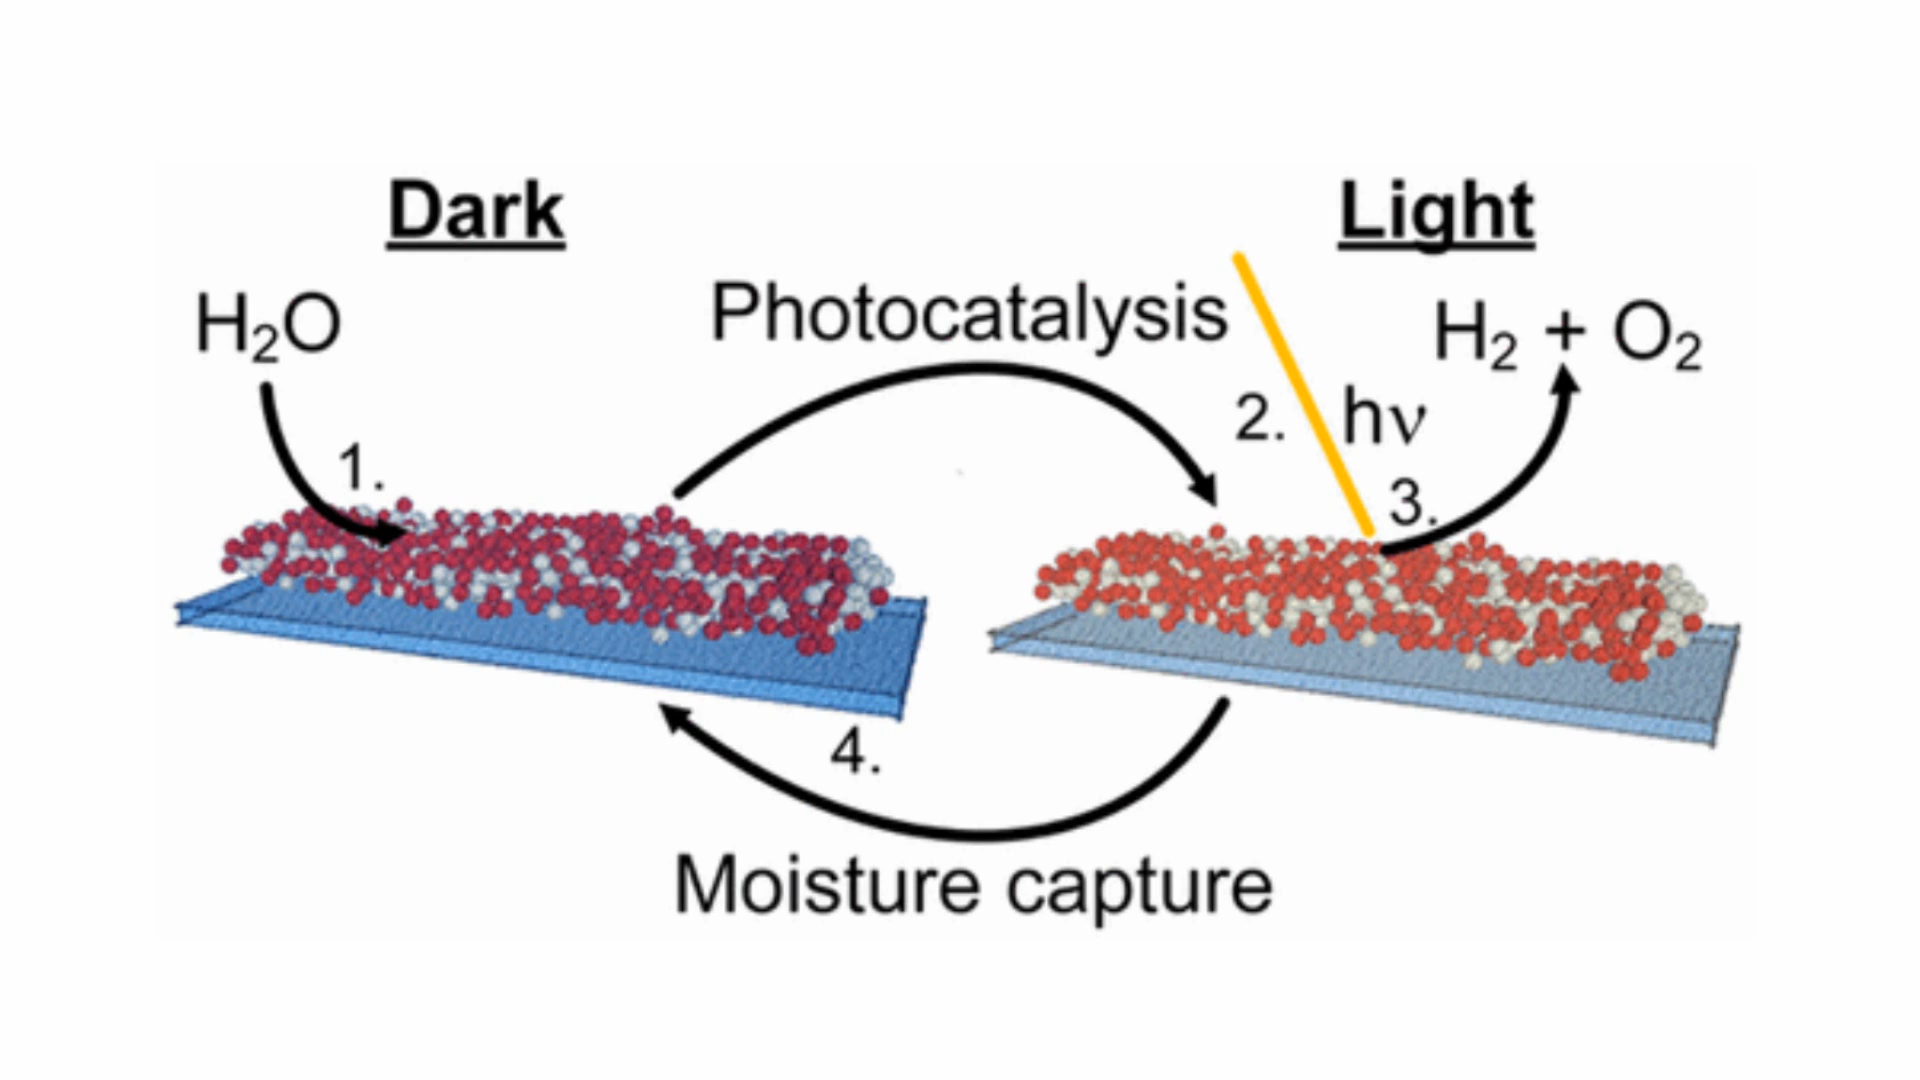 Dark
Light
H₂O
Photocatalysis
H₂ + O₂
2.
hν
1.
3.
4.
Moisture capture